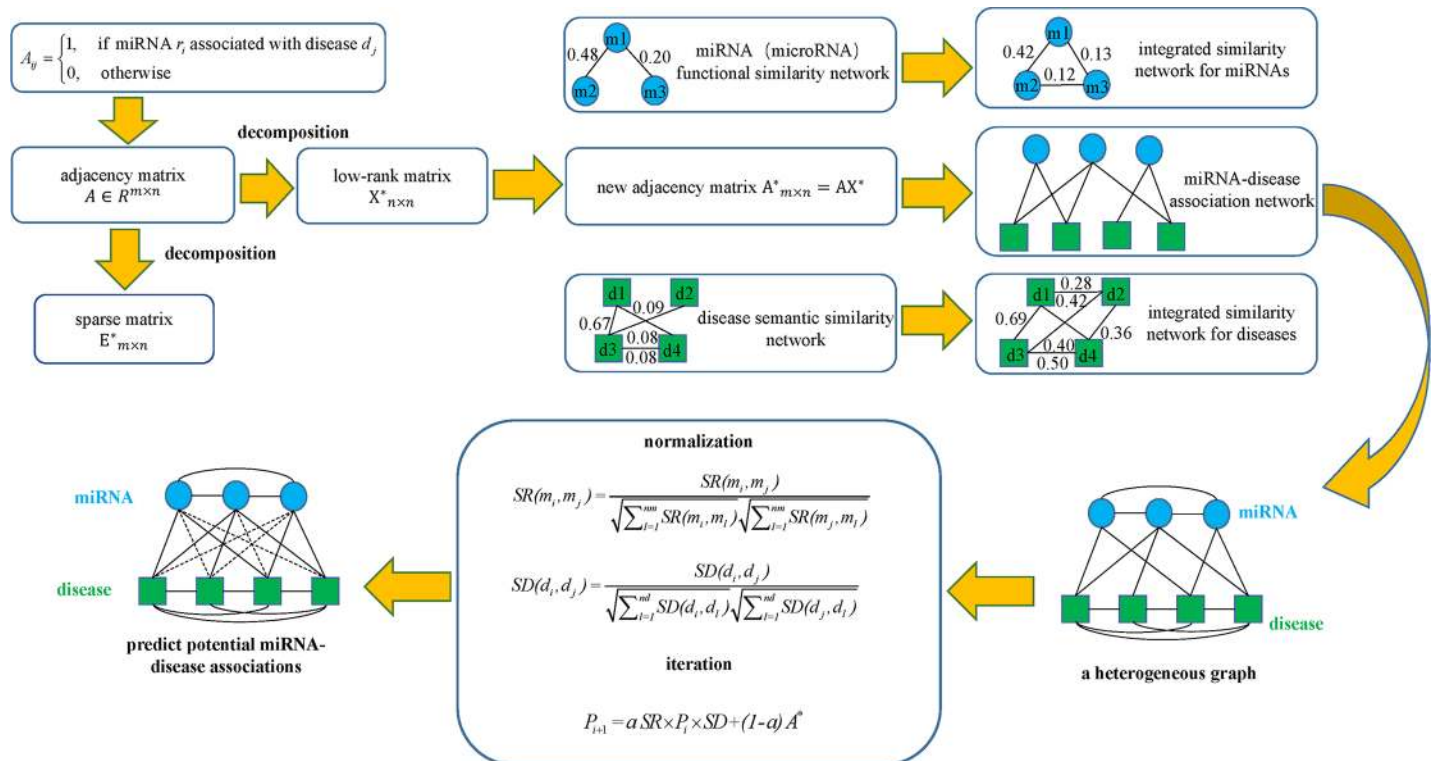 A_{ij} = { 1, if miRNA r_i associated with disease d_j
0, otherwise
m1
0.48 0.20
m2 m3
miRNA (microRNA)
functional similarity network
m1
0.42 0.13
0.12
m2 m3
integrated similarity
network for miRNAs
decomposition
adjacency matrix
A ∈ R^{m×n}
low-rank matrix
X*_{n×n}
new adjacency matrix A*_{m×n} = AX*
miRNA-disease
association network
decomposition
sparse matrix
E*_{m×n}
d1 d2
0.09
0.67
0.08
d3 d4
0.08
disease semantic similarity
network
0.28
d1 d2
0.42
0.69 0.36
0.40
d3 d4
0.50
integrated similarity
network for diseases
miRNA
disease
predict potential miRNA-
disease associations
normalization
SR(m_i, m_j) = SR(m_i, m_j) / (√(∑_{l=1}^{nm} SR(m_i, m_l)) √(∑_{l=1}^{nm} SR(m_j, m_l)))
SD(d_i, d_j) = SD(d_i, d_j) / (√(∑_{l=1}^{nd} SD(d_i, d_l)) √(∑_{l=1}^{nd} SD(d_j, d_l)))
iteration
P_{i+1} = a SR×P_i×SD+(1-a) A*
miRNA
disease
a heterogeneous graph